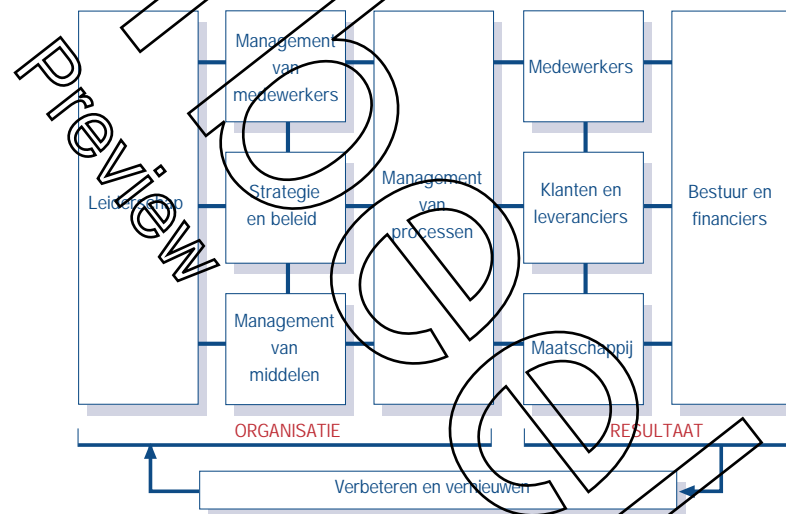 Management
van
medewerkers
Medewerkers
Leiderschap
Strategie
en beleid
Management
van
processen
Klanten en
leveranciers
Bestuur en
financiers
Management
van
middelen
Maatschappij
ORGANISATIE
RESULTAAT
Verbeteren en vernieuwen
Preview